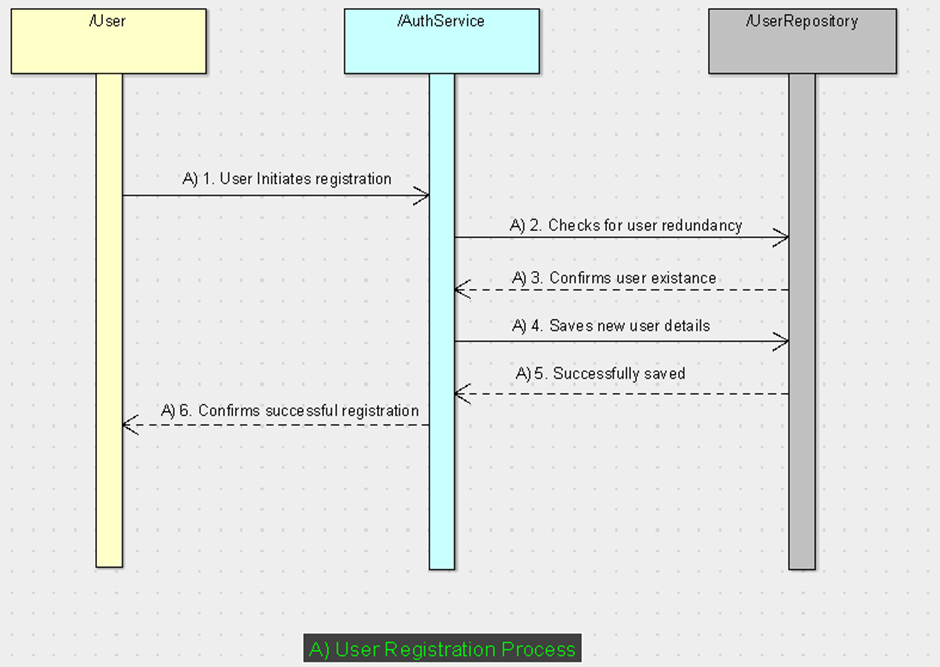 /User
/AuthService
/UserRepository
A) 1. User Initiates registration
A) 2. Checks for user redundancy
A) 3. Confirms user existance
A) 4. Saves new user details
A) 5. Successfully saved
A) 6. Confirms successful registration
A) User Registration Process